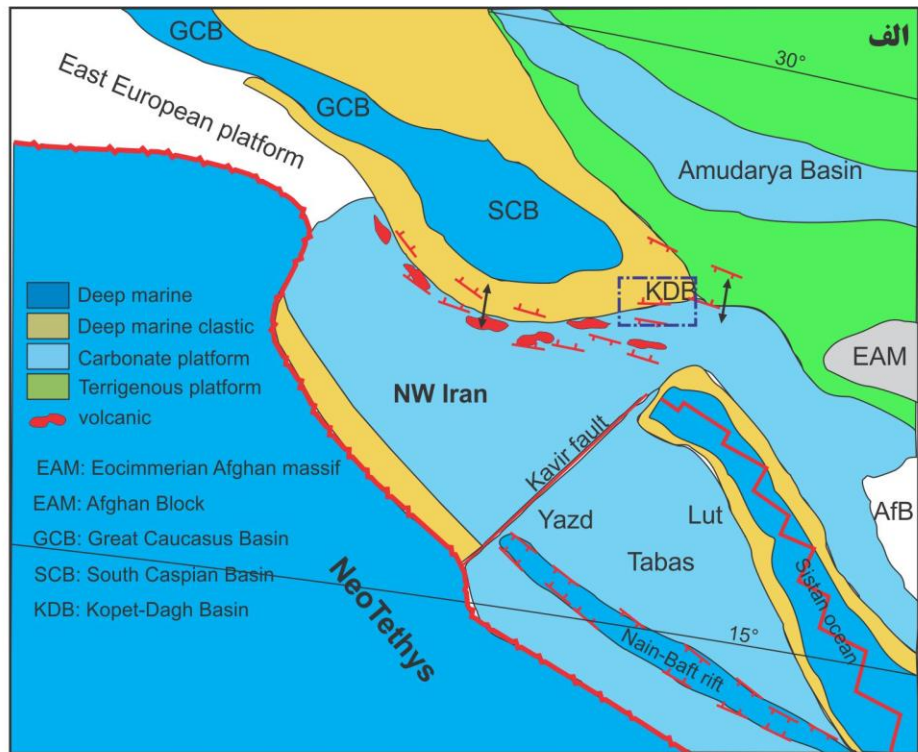 الف
GCB
30°
East European platform
GCB
Amudarya Basin
SCB
KDB
Deep marine
Deep marine clastic
Carbonate platform
Terrigenous platform
volcanic
EAM
NW Iran
Kavir fault
EAM: Eocimmerian Afghan massif
EAM: Afghan Block
GCB: Great Caucasus Basin
SCB: South Caspian Basin
KDB: Kopet-Dagh Basin
Yazd
Lut
AfB
Tabas
NeoTethys
Sistan ocean
15°
Nain-Baft rift